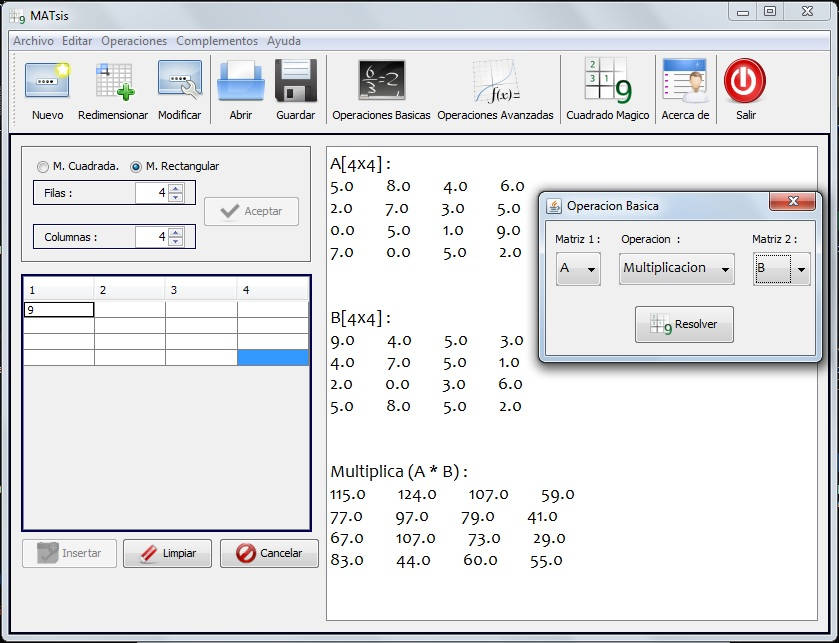 MATsis
Archivo Editar Operaciones Complementos Ayuda
Nuevo Redimensionar Modificar Abrir Guardar Operaciones Basicas Operaciones Avanzadas Cuadrado Magico Acerca de Salir
M. Cuadrada. M. Rectangular
Filas : 4
Aceptar
Columnas : 4
1 2 3 4
9
Insertar Limpiar Cancelar
A[4x4] :
5.0 8.0 4.0 6.0
2.0 7.0 3.0 5.0
0.0 5.0 1.0 9.0
7.0 0.0 5.0 2.0
B[4x4] :
9.0 4.0 5.0 3.0
4.0 7.0 5.0 1.0
2.0 0.0 3.0 6.0
5.0 8.0 5.0 2.0
Multiplica (A * B) :
115.0 124.0 107.0 59.0
77.0 97.0 79.0 41.0
67.0 107.0 73.0 29.0
83.0 44.0 60.0 55.0
Operacion Basica
Matriz 1 : Operacion : Matriz 2 :
A Multiplicacion B
Resolver